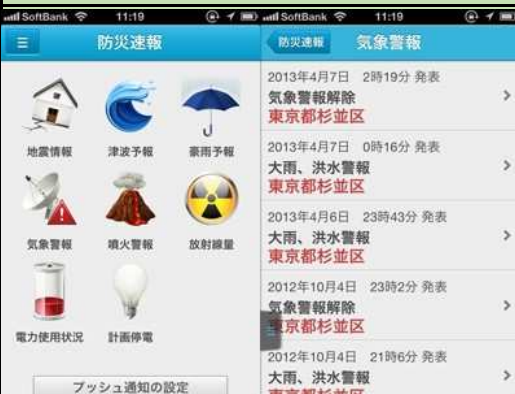 SoftBank 11:19
防災速報
地震情報 津波予報 豪雨予報
気象警報 噴火警報 放射線量
電力使用状況 計画停電
プッシュ通知の設定
SoftBank 11:19
防災速報 気象警報
2013年4月7日 2時19分 発表
気象警報解除
東京都杉並区
2013年4月7日 0時16分 発表
大雨、洪水警報
東京都杉並区
2013年4月6日 23時43分 発表
大雨、洪水警報
東京都杉並区
2012年10月4日 23時2分 発表
気象警報解除
東京都杉並区
2012年10月4日 21時6分 発表
大雨、洪水警報
東京都杉並区